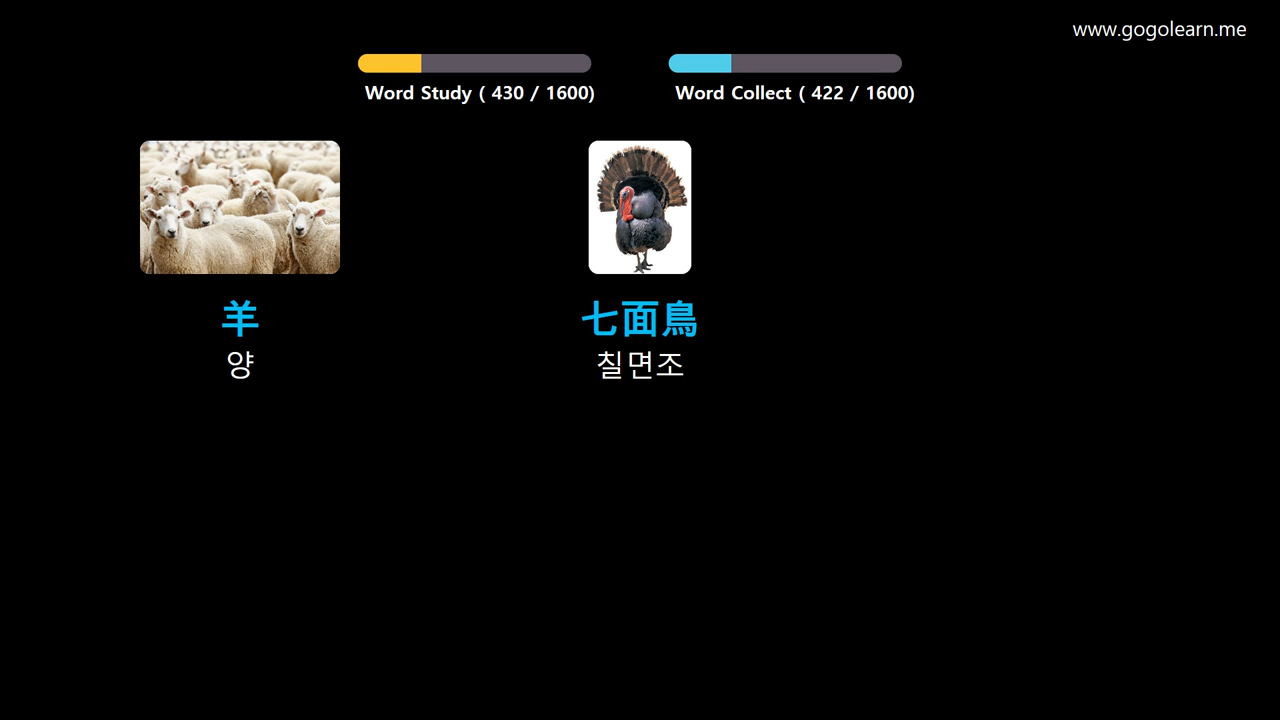 www.gogolearn.me
Word Study ( 430 / 1600)
Word Collect ( 422 / 1600)
羊
양
七面鳥
칠면조